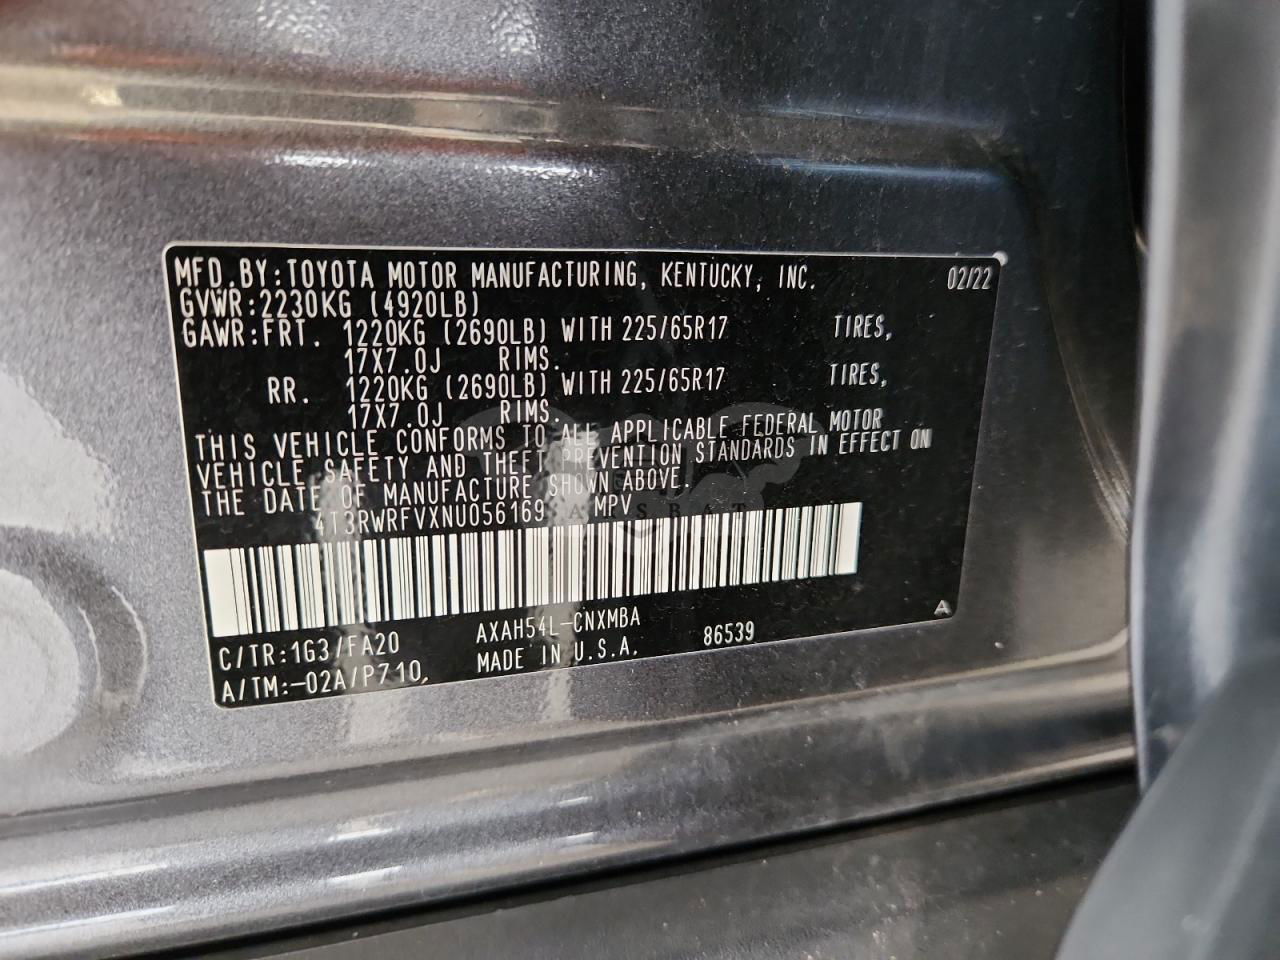 MFD.BY:TOYOTA MOTOR MANUFACTURING, KENTUCKY, INC. 02/22
GVWR:2230KG (4920LB)
GAWR:FRT. 1220KG (2690LB) WITH 225/65R17 TIRES,
17X7.0J RIMS.
RR. 1220KG (2690LB) WITH 225/65R17 TIRES,
17X7.0J RIMS.
THIS VEHICLE CONFORMS TO ALL APPLICABLE FEDERAL MOTOR
VEHICLE SAFETY AND THEFT PREVENTION STANDARDS IN EFFECT ON
THE DATE OF MANUFACTURE SHOWN ABOVE.
4T3RWRFVXNU056169 MPV
C/TR:1G3/FA20 AXAH54L-CNXMBA
A/TM:-02A/P710, MADE IN U.S.A. 86539 A